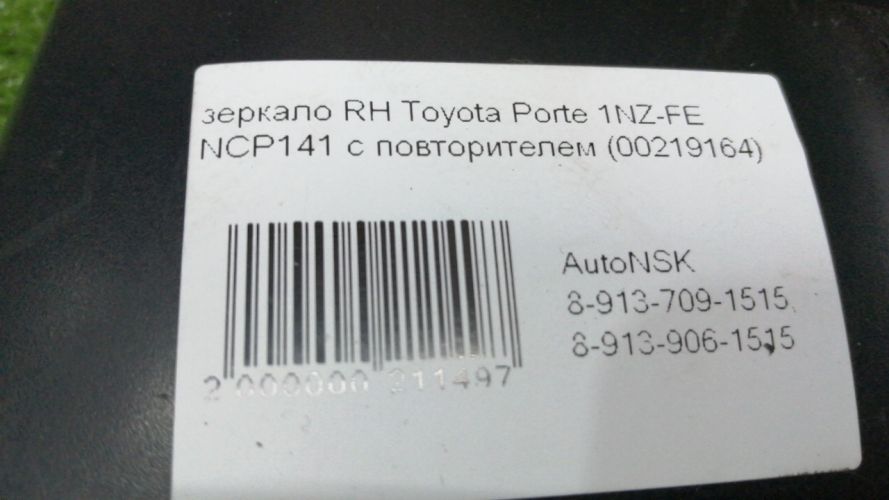 зеркало RH Toyota Porte 1NZ-FE
NCP141 с повторителем (00219164)
AutoNSK
8-913-709-1515,
8-913-906-1515
2 000000 211497